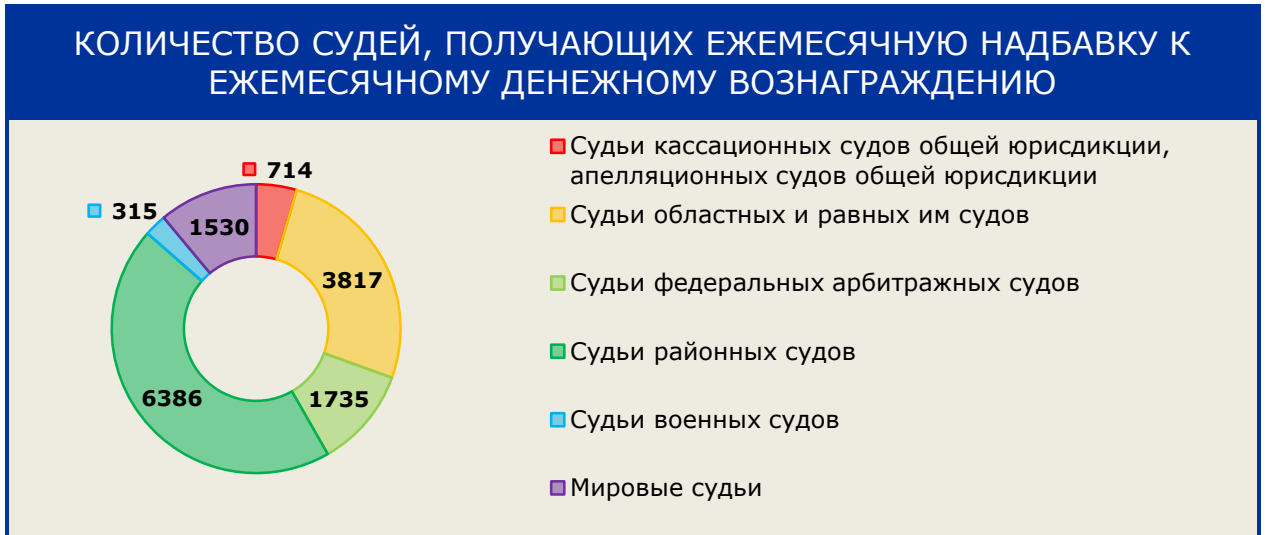 КОЛИЧЕСТВО СУДЕЙ, ПОЛУЧАЮЩИХ ЕЖЕМЕСЯЧНУЮ НАДБАВКУ К
ЕЖЕМЕСЯЧНОМУ ДЕНЕЖНОМУ ВОЗНАГРАЖДЕНИЮ
714
315
1530
3817
6386
1735
Судьи кассационных судов общей юрисдикции,
апелляционных судов общей юрисдикции
Судьи областных и равных им судов
Судьи федеральных арбитражных судов
Судьи районных судов
Судьи военных судов
Мировые судьи